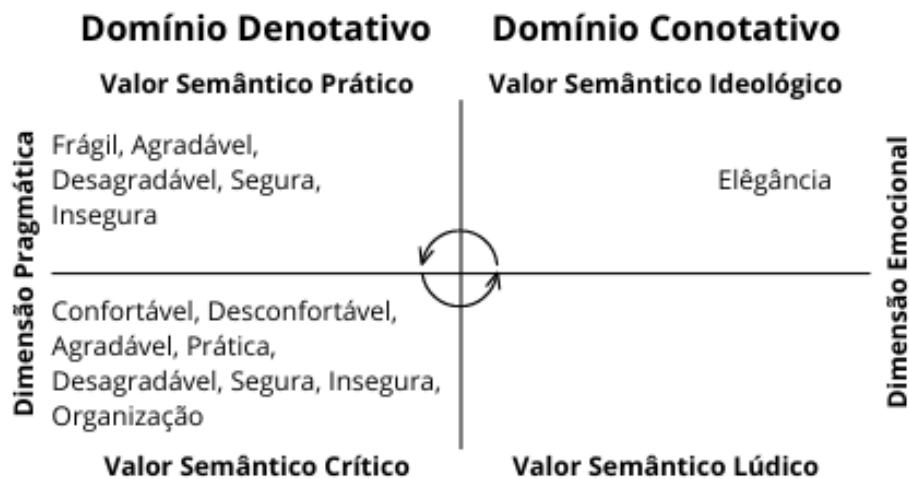 Domínio Denotativo
Domínio Conotativo
Valor Semântico Prático
Valor Semântico Ideológico
Dimensão Pragmática
Frágil, Agradável,
Desagradável, Segura,
Insegura
Elêgância
Dimensão Emocional
Confortável, Desconfortável,
Agradável, Prática,
Desagradável, Segura, Insegura,
Organização
Valor Semântico Crítico
Valor Semântico Lúdico